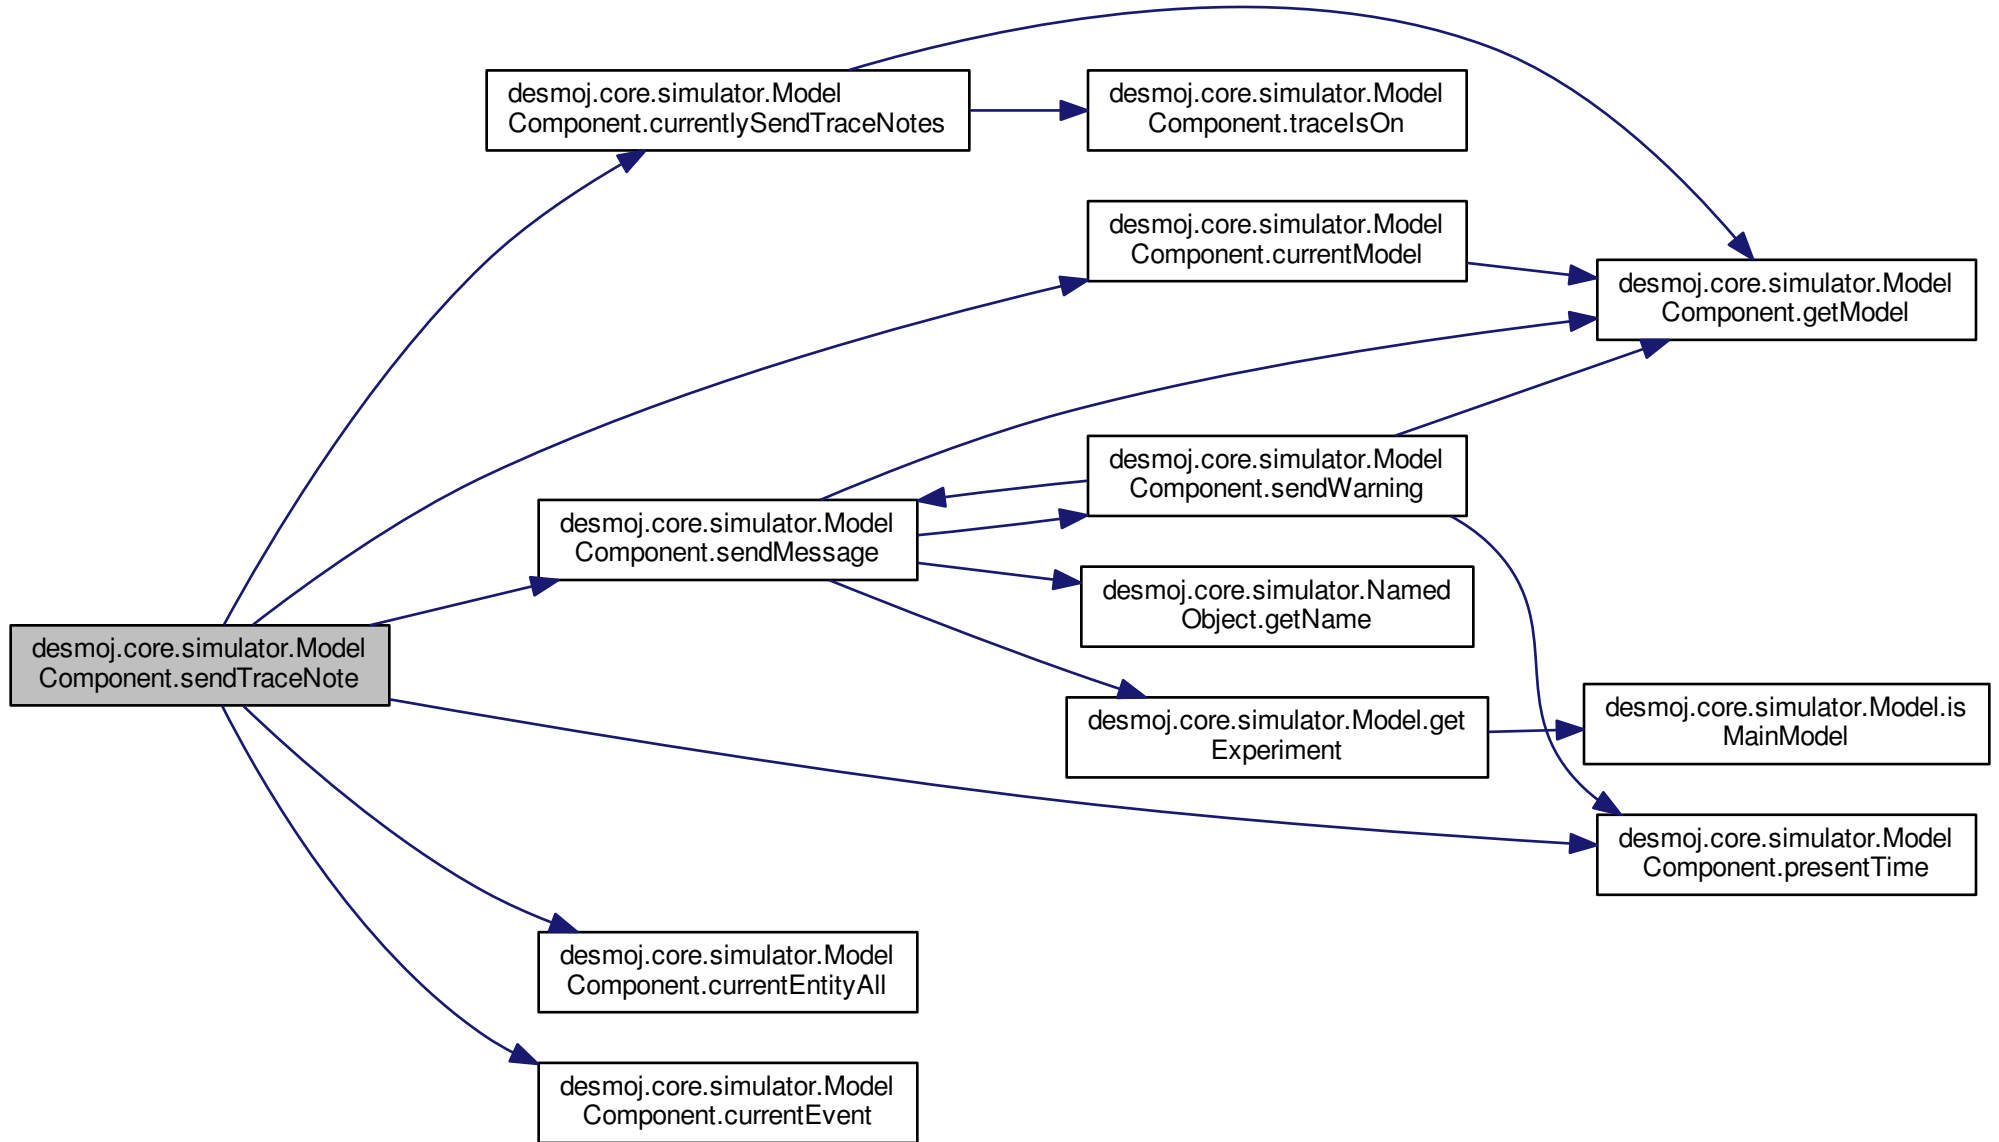 desmoj.core.simulator.Model
Component.currentlySendTraceNotes
desmoj.core.simulator.Model
Component.traceIsOn
desmoj.core.simulator.Model
Component.currentModel
desmoj.core.simulator.Model
Component.getModel
desmoj.core.simulator.Model
Component.sendWarning
desmoj.core.simulator.Model
Component.sendMessage
desmoj.core.simulator.Named
Object.getName
desmoj.core.simulator.Model
Component.sendTraceNote
desmoj.core.simulator.Model.get
Experiment
desmoj.core.simulator.Model.is
MainModel
desmoj.core.simulator.Model
Component.presentTime
desmoj.core.simulator.Model
Component.currentEntityAll
desmoj.core.simulator.Model
Component.currentEvent